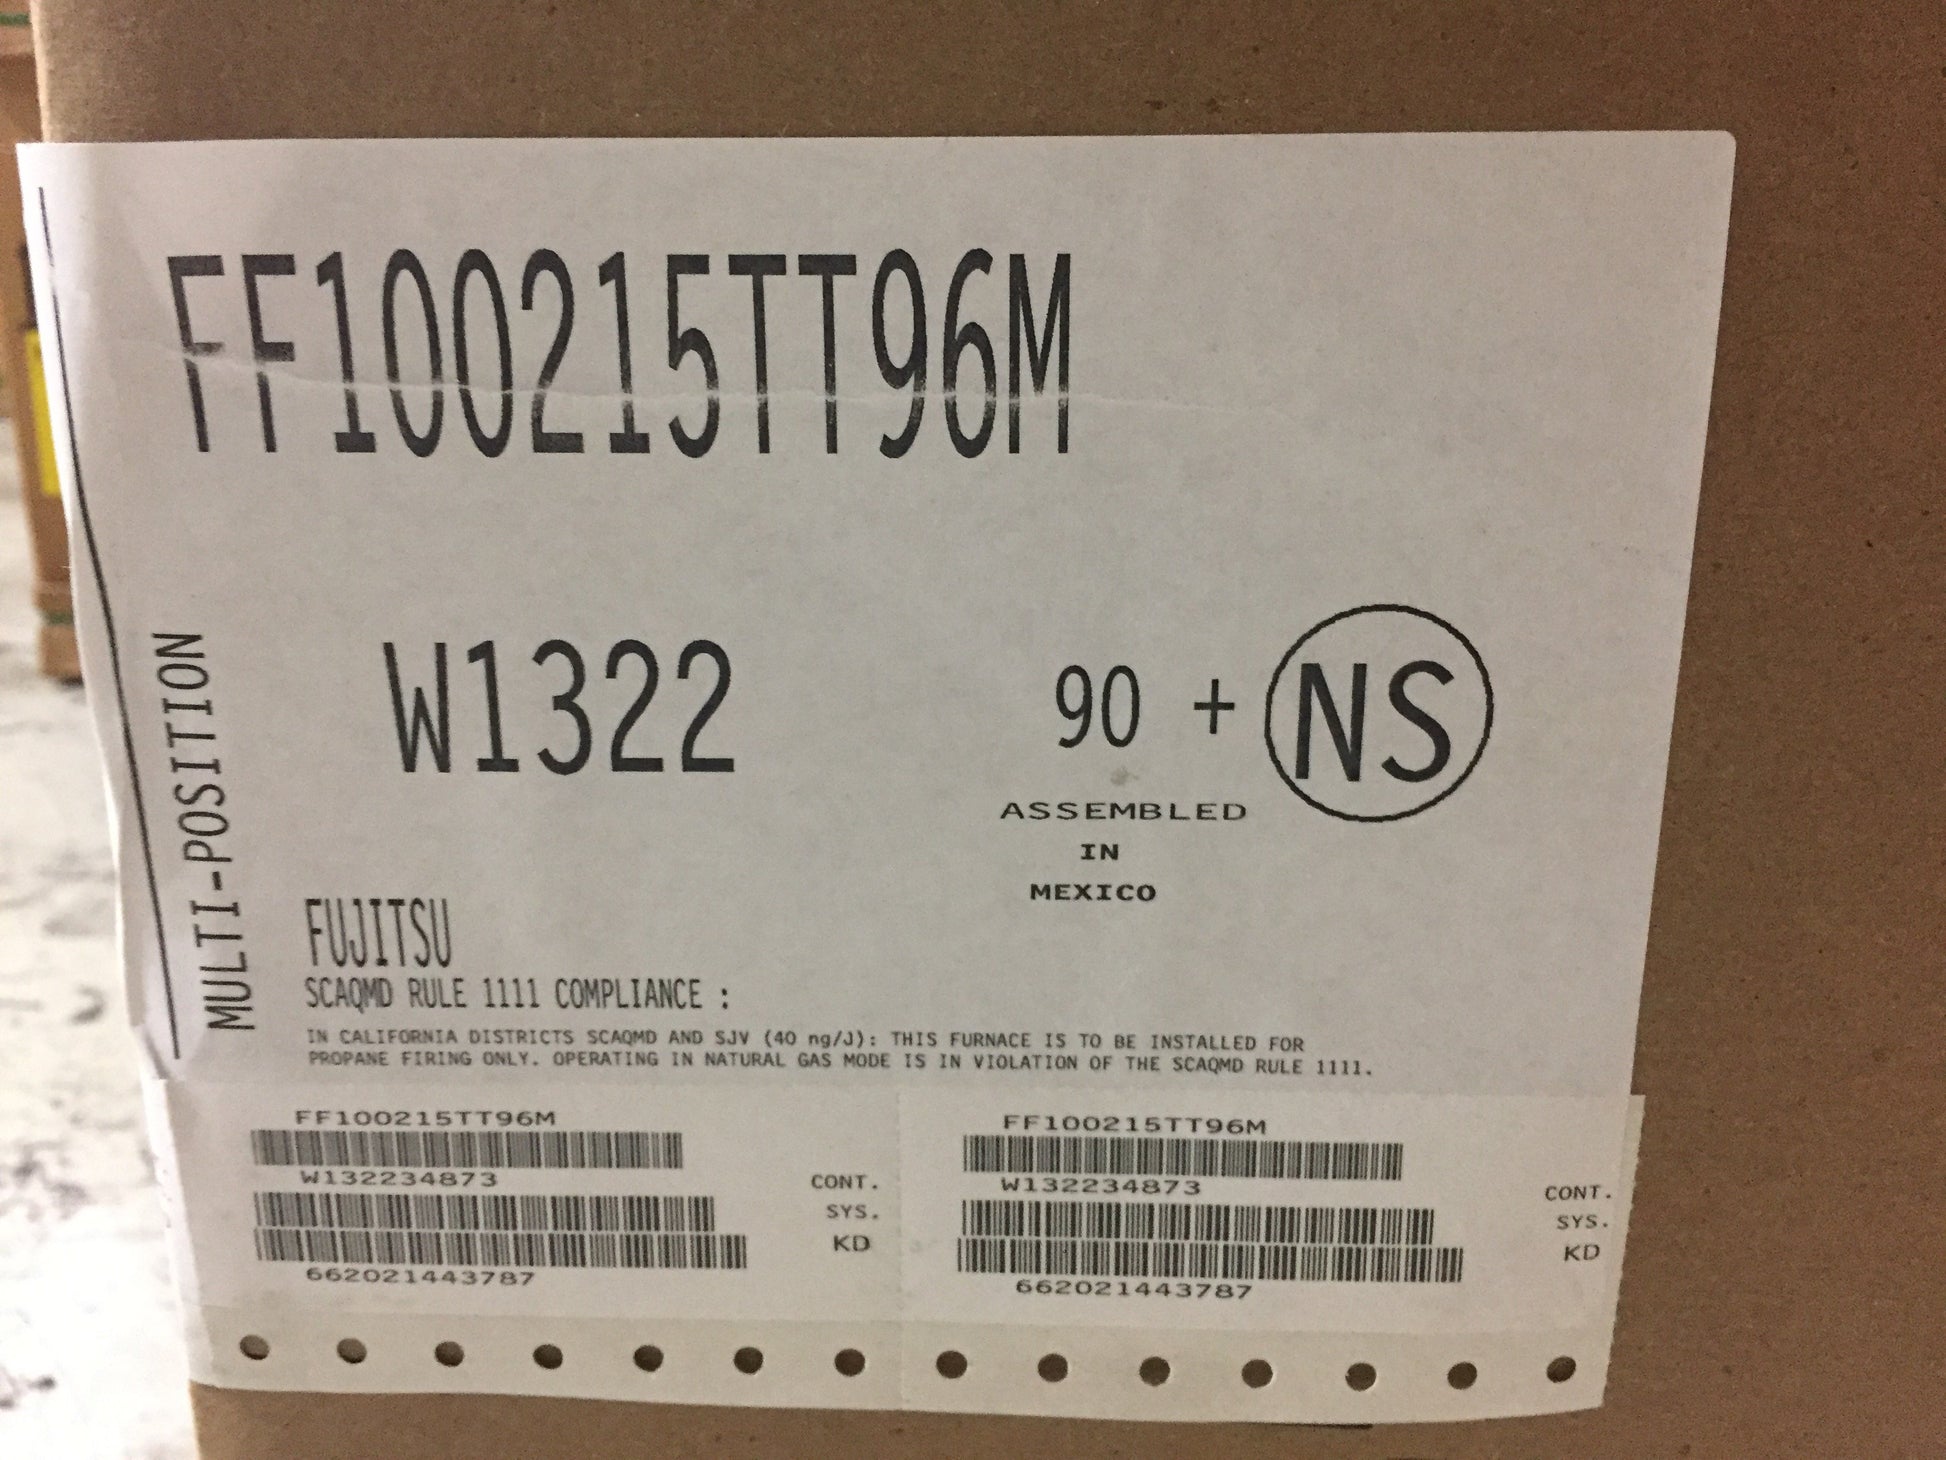 FF100215TT96M
MULTI-POSITION
W1322
90 + NS
ASSEMBLED
IN
MEXICO
FUJITSU
SCAQMD RULE 1111 COMPLIANCE :
IN CALIFORNIA DISTRICTS SCAQMD AND SJV (40 ng/J): THIS FURNACE IS TO BE INSTALLED FOR
PROPANE FIRING ONLY. OPERATING IN NATURAL GAS MODE IS IN VIOLATION OF THE SCAQMD RULE 1111.
FF100215TT96M
W132234873
CONT.
SYS.
KD
662021443787
FF100215TT96M
W132234873
CONT.
SYS.
KD
662021443787